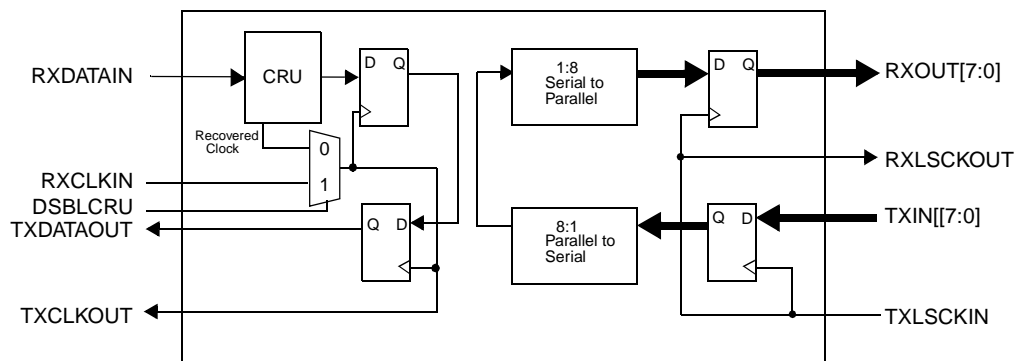 RXDATAIN
CRU
D Q
1:8
Serial to
Parallel
D Q
RXOUT[7:0]
Recovered
Clock
0
1
RXCLKIN
DSBLCRU
TXDATAOUT
RXLSCKOUT
Q D
8:1
Parallel to
Serial
Q D
TXIN[[7:0]
TXCLKOUT
TXLSCKIN